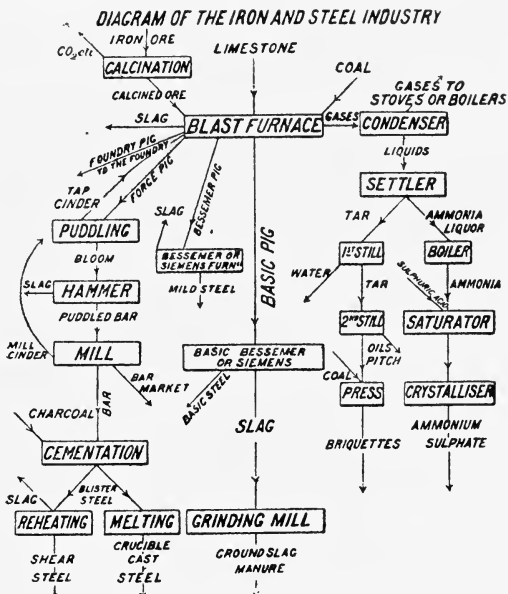 DIAGRAM OF THE IRON AND STEEL INDUSTRY
IRON ORE
CO2 etc
LIMESTONE
CALCINATION
COAL
CALCINED ORE
GASES TO
STOVES OR BOILERS
SLAG
BLAST FURNACE
GASES
CONDENSER
FOUNDRY PIG
TO THE FOUNDRY
LIQUIDS
TAP
CINDER
FORGE PIG
BESSEMER PIG
SLAG
SETTLER
PUDDLING
BASIC PIG
TAR
AMMONIA
LIQUOR
BLOOM
BESSEMER OR
SIEMENS FURNce
1ST STILL
BOILER
SLAG
HAMMER
MILD STEEL
WATER
TAR
SULPHURIC ACID
AMMONIA
PUDDLED BAR
2ND STILL
SATURATOR
MILL
CINDER
MILL
BASIC BESSEMER
OR SIEMENS
OILS
PITCH
BAR
BAR
MARKET
BASIC STEEL
COAL
PRESS
CRYSTALLISER
CHARCOAL
SLAG
BRIQUETTES
AMMONIUM
SULPHATE
CEMENTATION
SLAG
BLISTER
STEEL
REHEATING
MELTING
GRINDING MILL
SHEAR
STEEL
CRUCIBLE
CAST
STEEL
GROUND SLAG
MANURE